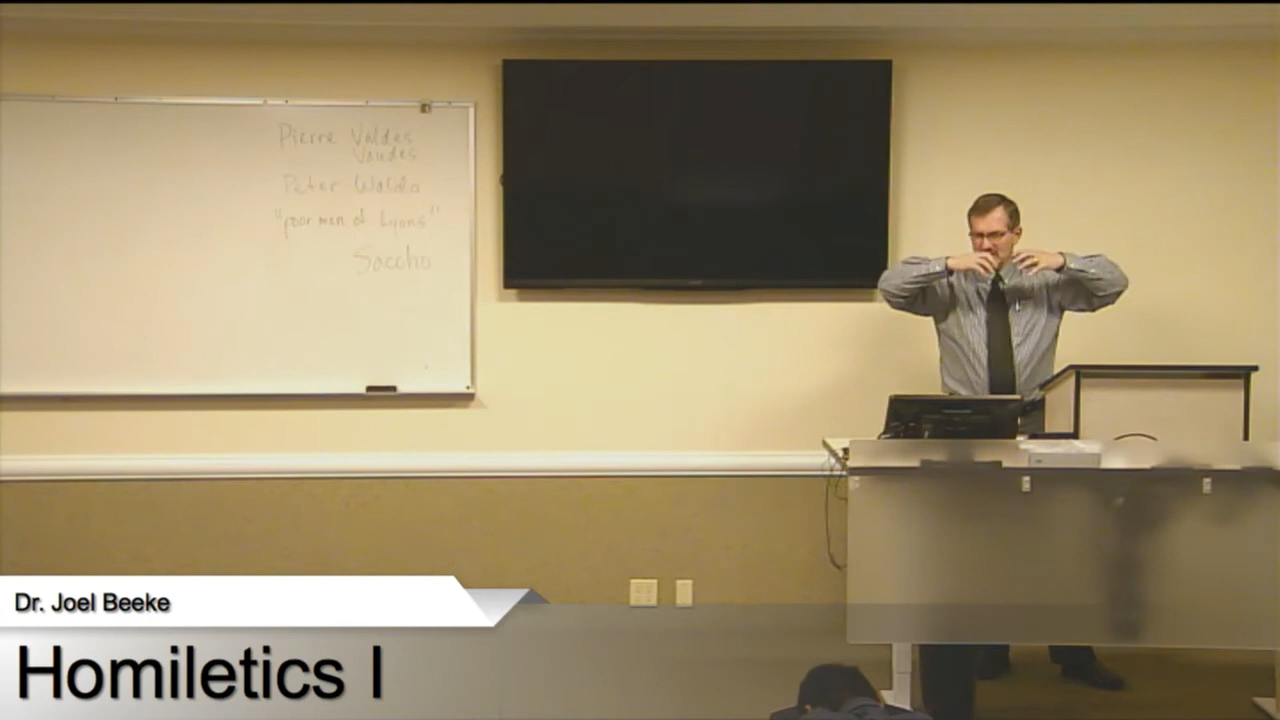 Pierre Valdes
Vaudes
Peter Waldo
"poor men of Lyons"
Saccho
Dr. Joel Beeke
Homiletics I